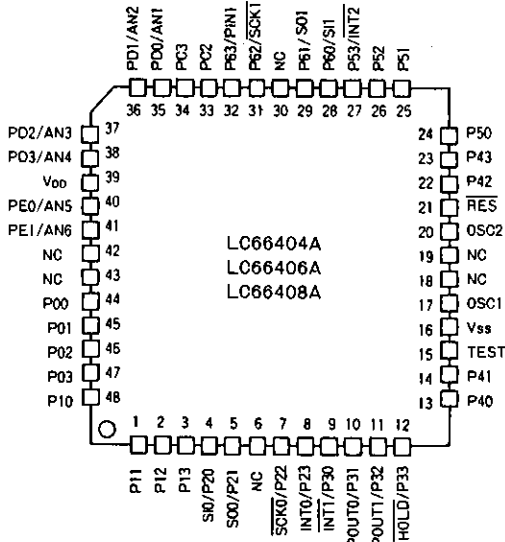 PD1/AN2
PD0/AN1
PC3
PC2
P63/PIN1
P62/SCK1
NC
P61/SO1
P60/SI1
P53/INT2
P52
P51
36 35 34 33 32 31 30 29 28 27 26 25
PD2/AN3 37
PD3/AN4 38
VDD 39
PE0/AN5 40
PE1/AN6 41
NC 42
NC 43
P00 44
P01 45
P02 46
P03 47
P10 48
LC66404A
LC66406A
LC66408A
24 P50
23 P43
22 P42
21 RES
20 OSC2
19 NC
18 NC
17 OSC1
16 Vss
15 TEST
14 P41
13 P40
1 2 3 4 5 6 7 8 9 10 11 12
P11
P12
P13
SI0/P20
SO0/P21
NC
SCK0/P22
INT0/P23
INT1/P30
POUT0/P31
POUT1/P32
HOLD/P33